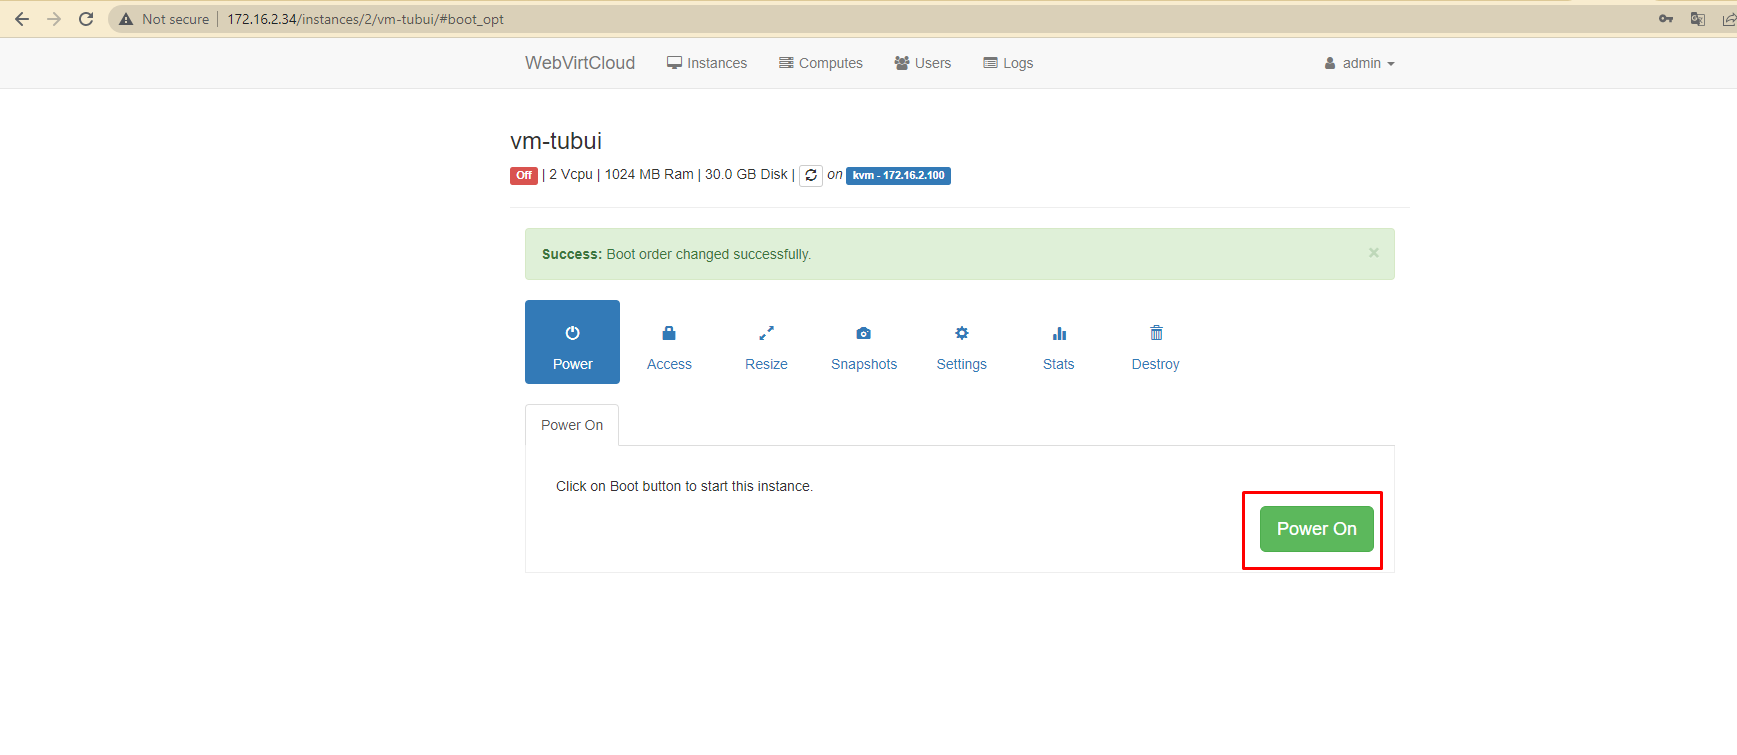 Not secure | 172.16.2.34/instances/2/vm-tubui/#boot_opt
WebVirtCloud Instances Computes Users Logs admin
vm-tubui
Off | 2 Vcpu | 1024 MB Ram | 30.0 GB Disk | on kvm - 172.16.2.100
Success: Boot order changed successfully. ×
Power Access Resize Snapshots Settings Stats Destroy
Power On
Click on Boot button to start this instance.
Power On